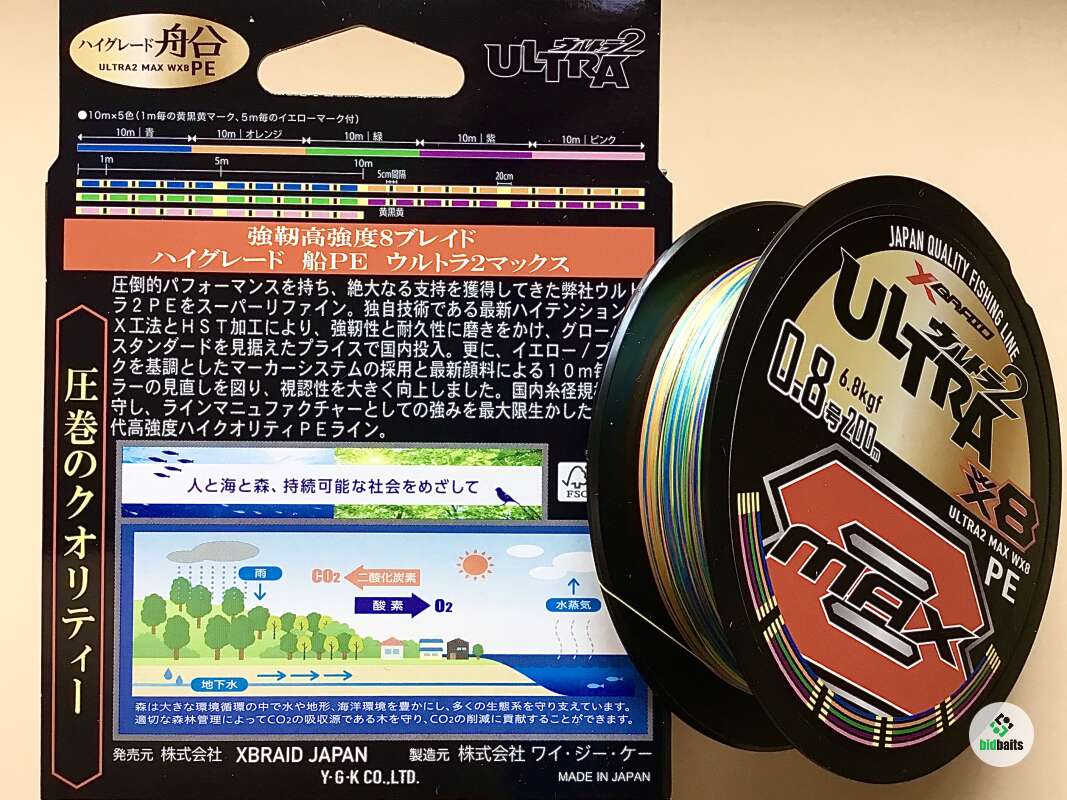 ハイグレード 船
ULTRA2 MAX WX8 PE
ウルトラ2
ULTRA
●10m×5色(1m毎の黄黒黄マーク、5m毎のイエローマーク付)
10m|青 10m|オレンジ 10m|緑 10m|紫 10m|ピンク
1m 5m 10m
5cm間隔 20cm
黄黒黄
強靭高強度8ブレイド
ハイグレード 船PE ウルトラ2マックス
圧倒的パフォーマンスを持ち、絶大なる支持を獲得してきた弊社ウルト
ラ2PEをスーパーリファイン。独自技術である最新ハイテンション
X工法とHST加工により、強靭性と耐久性に磨きをかけ、グロー
スタンダードを見据えたプライスで国内投入。更に、イエロー/ブ
クを基調としたマーカーシステムの採用と最新顔料による10m毎
ラーの見直しを図り、視認性を大きく向上しました。国内糸径規
守し、ラインマニュファクチャーとしての強みを最大限生かした
代高強度ハイクオリティPEライン。
圧巻のクオリティー
人と海と森、持続可能な社会をめざして
FSC
雨
CO2 二酸化炭素
酸素 O2
水蒸気
地下水
森は大きな環境循環の中で水や地形、海洋環境を豊かにし、多くの生態系を守り支えています。
適切な森林管理によってCO2の吸収源である木を守り、CO2の削減に貢献することができます。
発売元 株式会社 XBRAID JAPAN 製造元 株式会社 ワイ・ジー・ケー
Y·G·K CO.,LTD.
MADE IN JAPAN
JAPAN QUALITY FISHING LINE
XBRAID
ウルトラ2
ULTRA
0.8号 200m
6.8kgf
WX8
ULTRA2 MAX WX8
PE
MAX
bidbaits